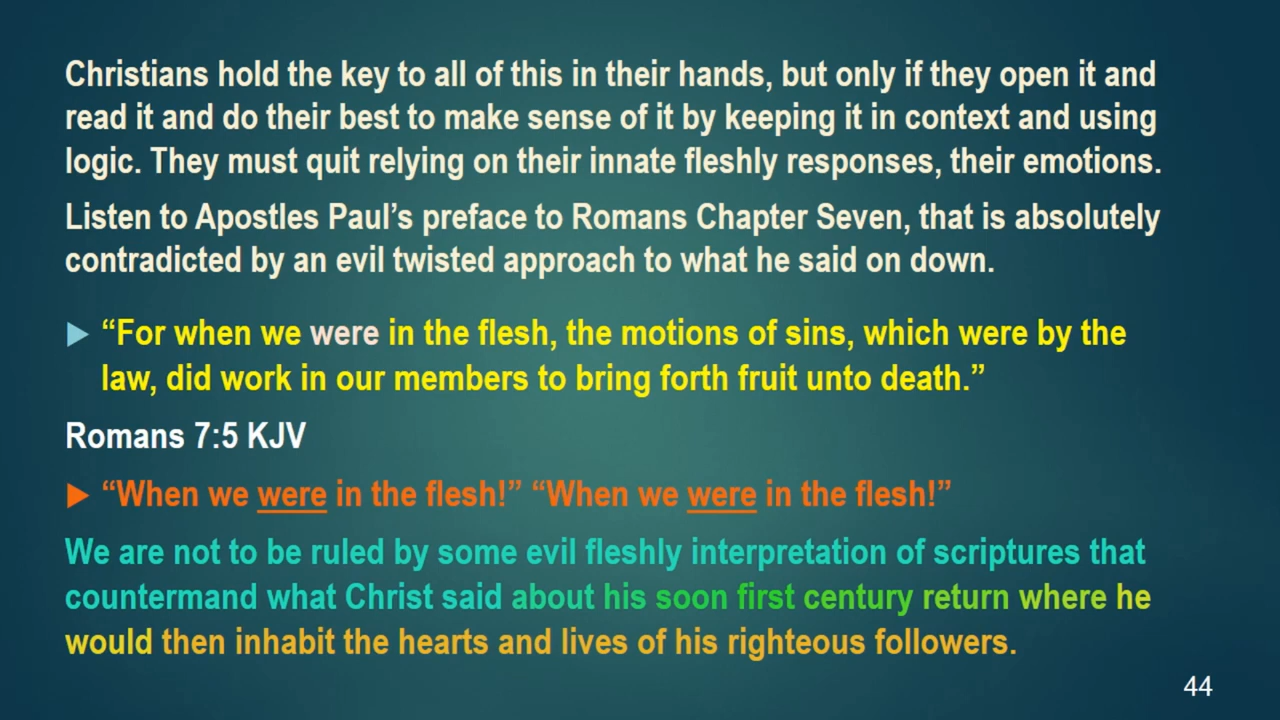 Christians hold the key to all of this in their hands, but only if they open it and
read it and do their best to make sense of it by keeping it in context and using
logic. They must quit relying on their innate fleshly responses, their emotions.
Listen to Apostles Paul’s preface to Romans Chapter Seven, that is absolutely
contradicted by an evil twisted approach to what he said on down.
“For when we were in the flesh, the motions of sins, which were by the
law, did work in our members to bring forth fruit unto death.”
Romans 7:5 KJV
“When we were in the flesh!” “When we were in the flesh!”
We are not to be ruled by some evil fleshly interpretation of scriptures that
countermand what Christ said about his soon first century return where he
would then inhabit the hearts and lives of his righteous followers.
44